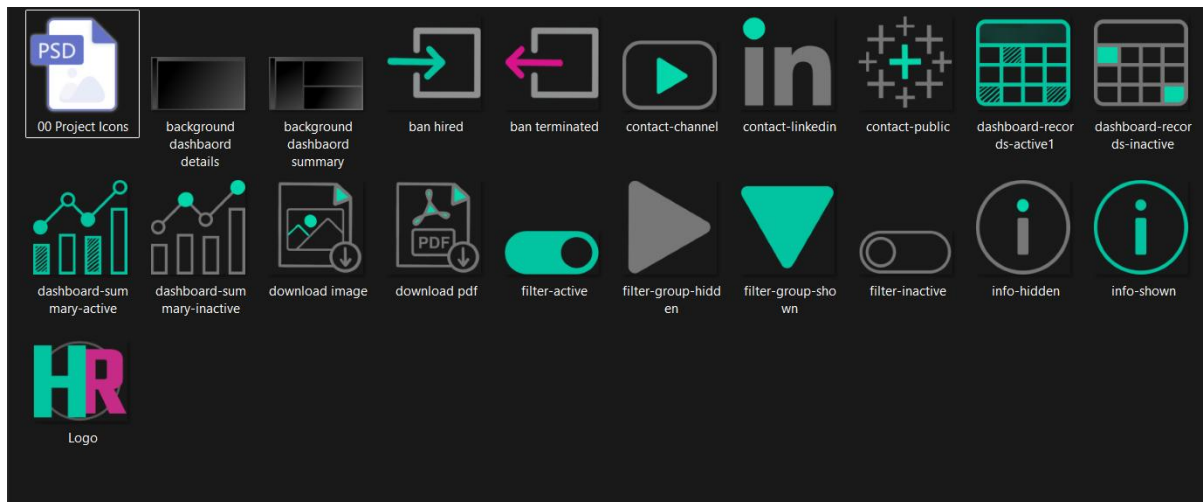 PSD
in
PDF
i
i
HR
00 Project Icons
background
dashbaord
details
background
dashbaord
summary
ban hired
ban terminated
contact-channel
contact-linkedin
contact-public
dashboard-recor
ds-active1
dashboard-recor
ds-inactive
dashboard-sum
mary-active
dashboard-sum
mary-inactive
download image
download pdf
filter-active
filter-group-hidd
en
filter-group-sho
wn
filter-inactive
info-hidden
info-shown
Logo